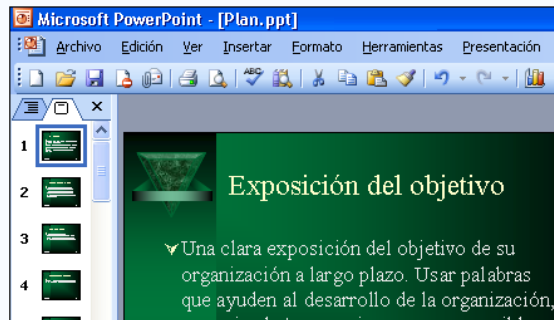 Microsoft PowerPoint - [Plan.ppt]
Archivo Edición Ver Insertar Formato Herramientas Presentación
ABC
1
2
3
4
Exposición del objetivo
Una clara exposición del objetivo de su
organización a largo plazo. Usar palabras
que ayuden al desarrollo de la organización,